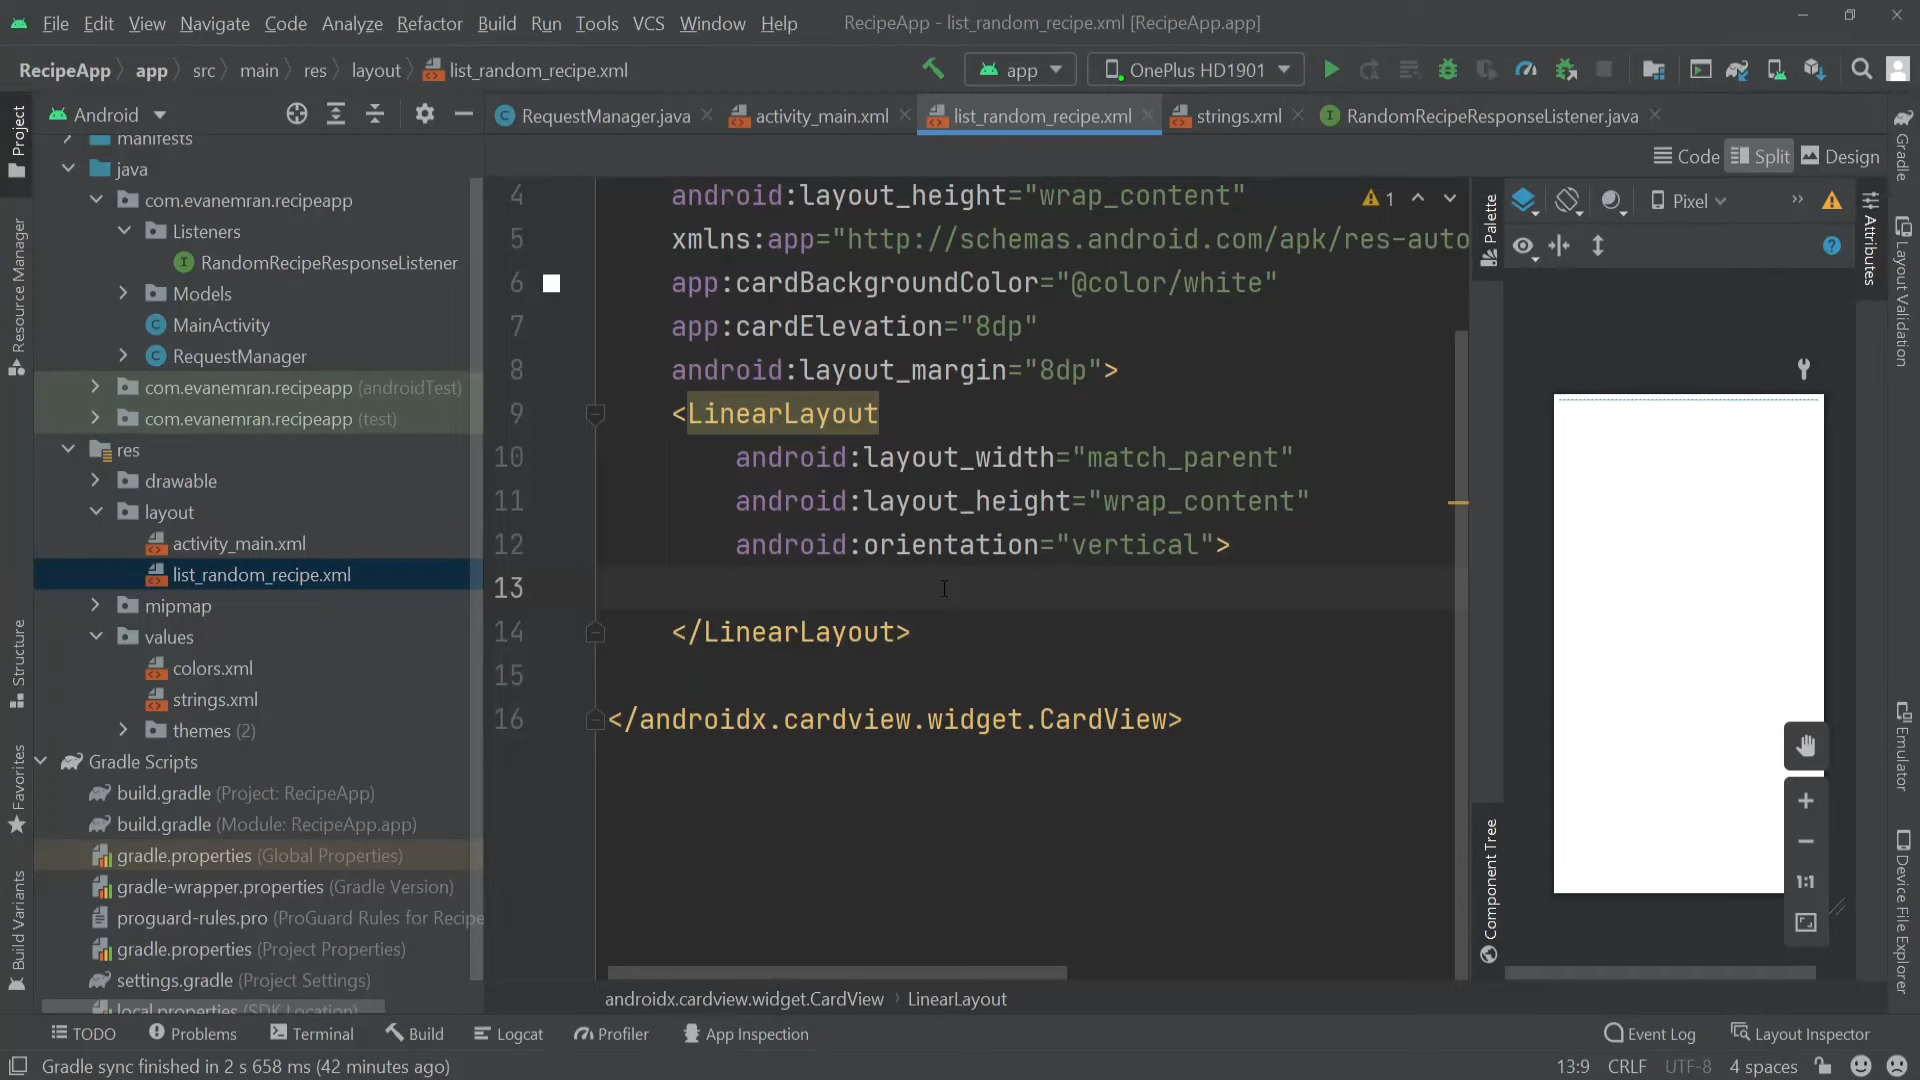 File Edit View Navigate Code Analyze Refactor Build Run Tools VCS Window Help RecipeApp - list_random_recipe.xml [RecipeApp.app]
RecipeApp app src main res layout list_random_recipe.xml app OnePlus HD1901
Android
RequestManager.java activity_main.xml list_random_recipe.xml strings.xml RandomRecipeResponseListener.java
Code Split Design
manifests
java
com.evanemran.recipeapp
Listeners
RandomRecipeResponseListener
Models
MainActivity
RequestManager
com.evanemran.recipeapp (androidTest)
com.evanemran.recipeapp (test)
res
drawable
layout
activity_main.xml
list_random_recipe.xml
mipmap
values
colors.xml
strings.xml
themes (2)
Gradle Scripts
build.gradle (Project: RecipeApp)
build.gradle (Module: RecipeApp.app)
gradle.properties (Global Properties)
gradle-wrapper.properties (Gradle Version)
proguard-rules.pro (ProGuard Rules for Recipe
gradle.properties (Project Properties)
settings.gradle (Project Settings)
local.properties (SDK Location)
4 android:layout_height="wrap_content"
5 xmlns:app="http://schemas.android.com/apk/res-auto
6 app:cardBackgroundColor="@color/white"
7 app:cardElevation="8dp"
8 android:layout_margin="8dp">
9 <LinearLayout
10 android:layout_width="match_parent"
11 android:layout_height="wrap_content"
12 android:orientation="vertical">
13
14 </LinearLayout>
15
16 </androidx.cardview.widget.CardView>
1
androidx.cardview.widget.CardView LinearLayout
Pixel
1:1
Palette
Component Tree
Attributes
Project
Resource Manager
Structure
Favorites
Build Variants
Gradle
Layout Validation
Emulator
Device File Explorer
TODO Problems Terminal Build Logcat Profiler App Inspection Event Log Layout Inspector
Gradle sync finished in 2 s 658 ms (42 minutes ago) 13:9 CRLF UTF-8 4 spaces